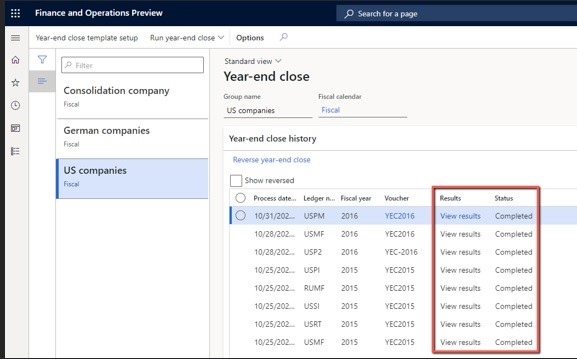 Finance and Operations Preview
Search for a page
Year-end close template setup Run year-end close Options
Filter
Consolidation company
Fiscal
German companies
Fiscal
US companies
Fiscal
Standard view
Year-end close
Group name Fiscal calendar
US companies Fiscal
Year-end close history
Reverse year-end close
Show reversed
Process date... Ledger n... Fiscal year Voucher Results Status
10/31/202... USPM 2016 YEC2016 View results Completed
10/28/202... USMF 2016 YEC2016 View results Completed
10/28/202... USP2 2016 YEC-2016 View results Completed
10/25/202... USPI 2015 YEC2015 View results Completed
10/25/202... RUMF 2015 YEC2015 View results Completed
10/25/202... USSI 2015 YEC2015 View results Completed
10/25/202... USRT 2015 YEC2015 View results Completed
10/25/202... USMF 2015 YEC2015 View results Completed